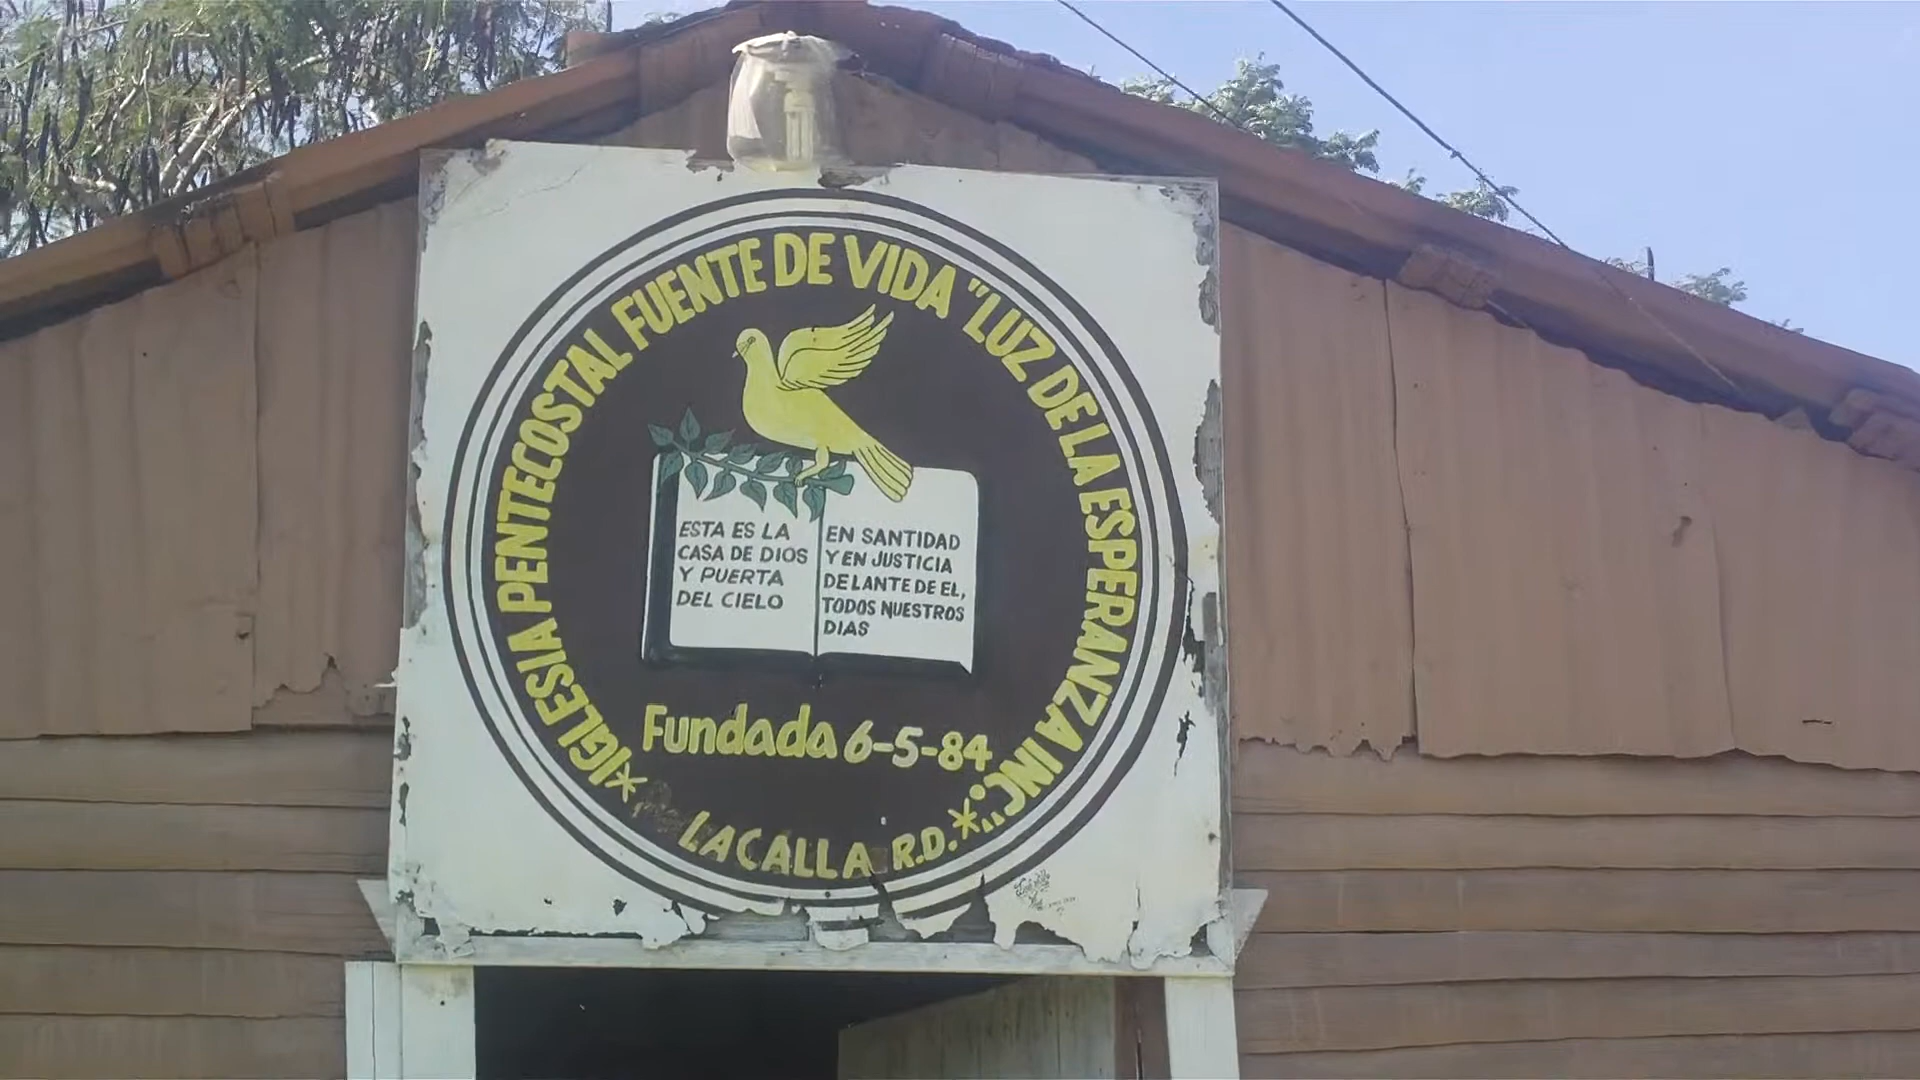 *IGLESIA PENTECOSTAL FUENTE DE VIDA "LUZ DE LA ESPERANZA INC."*
ESTA ES LA
CASA DE DIOS
Y PUERTA
DEL CIELO
EN SANTIDAD
Y EN JUSTICIA
DELANTE DE EL,
TODOS NUESTROS
DIAS
Fundada 6-5-84
LA CALLA R.D.